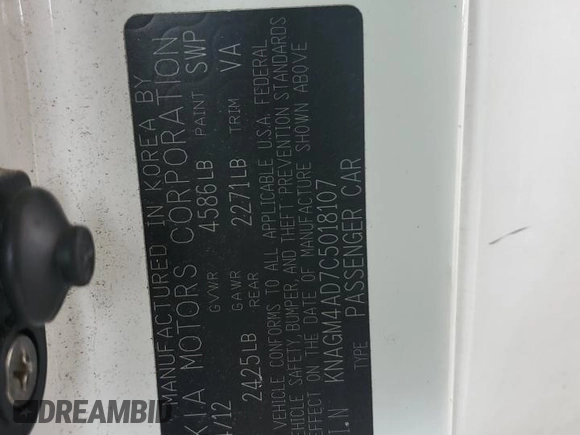 MANUFACTURED IN KOREA BY
KIA MOTORS CORPORATION
/12 GVWR 4586LB PAINT SWP
GAWR
2425LB REAR 2271LB TRIM VA
VEHICLE CONFORMS TO ALL APPLICABLE U.S.A. FEDERAL
VEHICLE SAFETY, BUMPER, AND THEFT PREVENTION STANDARDS
EFFECT ON THE DATE OF MANUFACTURE SHOWN ABOVE
I.N KNAGM4AD7C5018107
TYPE PASSENGER CAR
DREAMBID